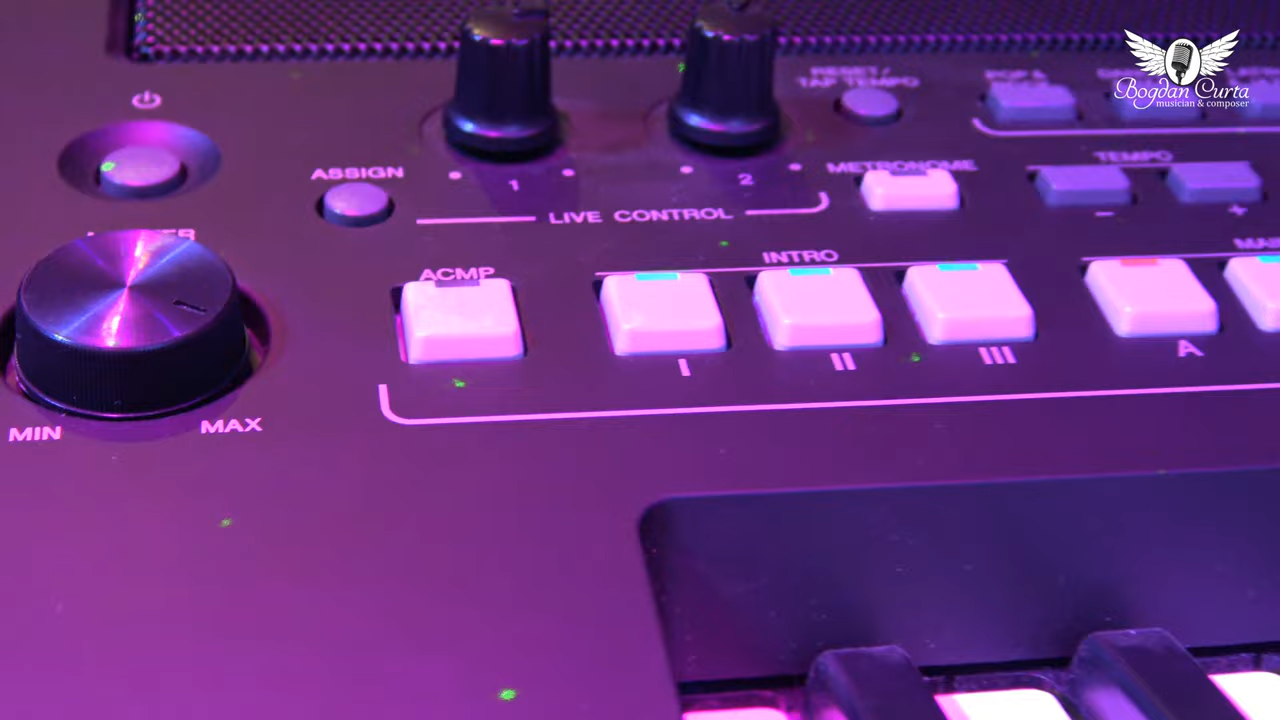 Bogdan Curta
musician & composer
RESET/
TAP TEMPO
ASSIGN
1
2
LIVE CONTROL
METRONOME
TEMPO
−
+
ACMP
INTRO
I
II
III
A
MIN
MAX